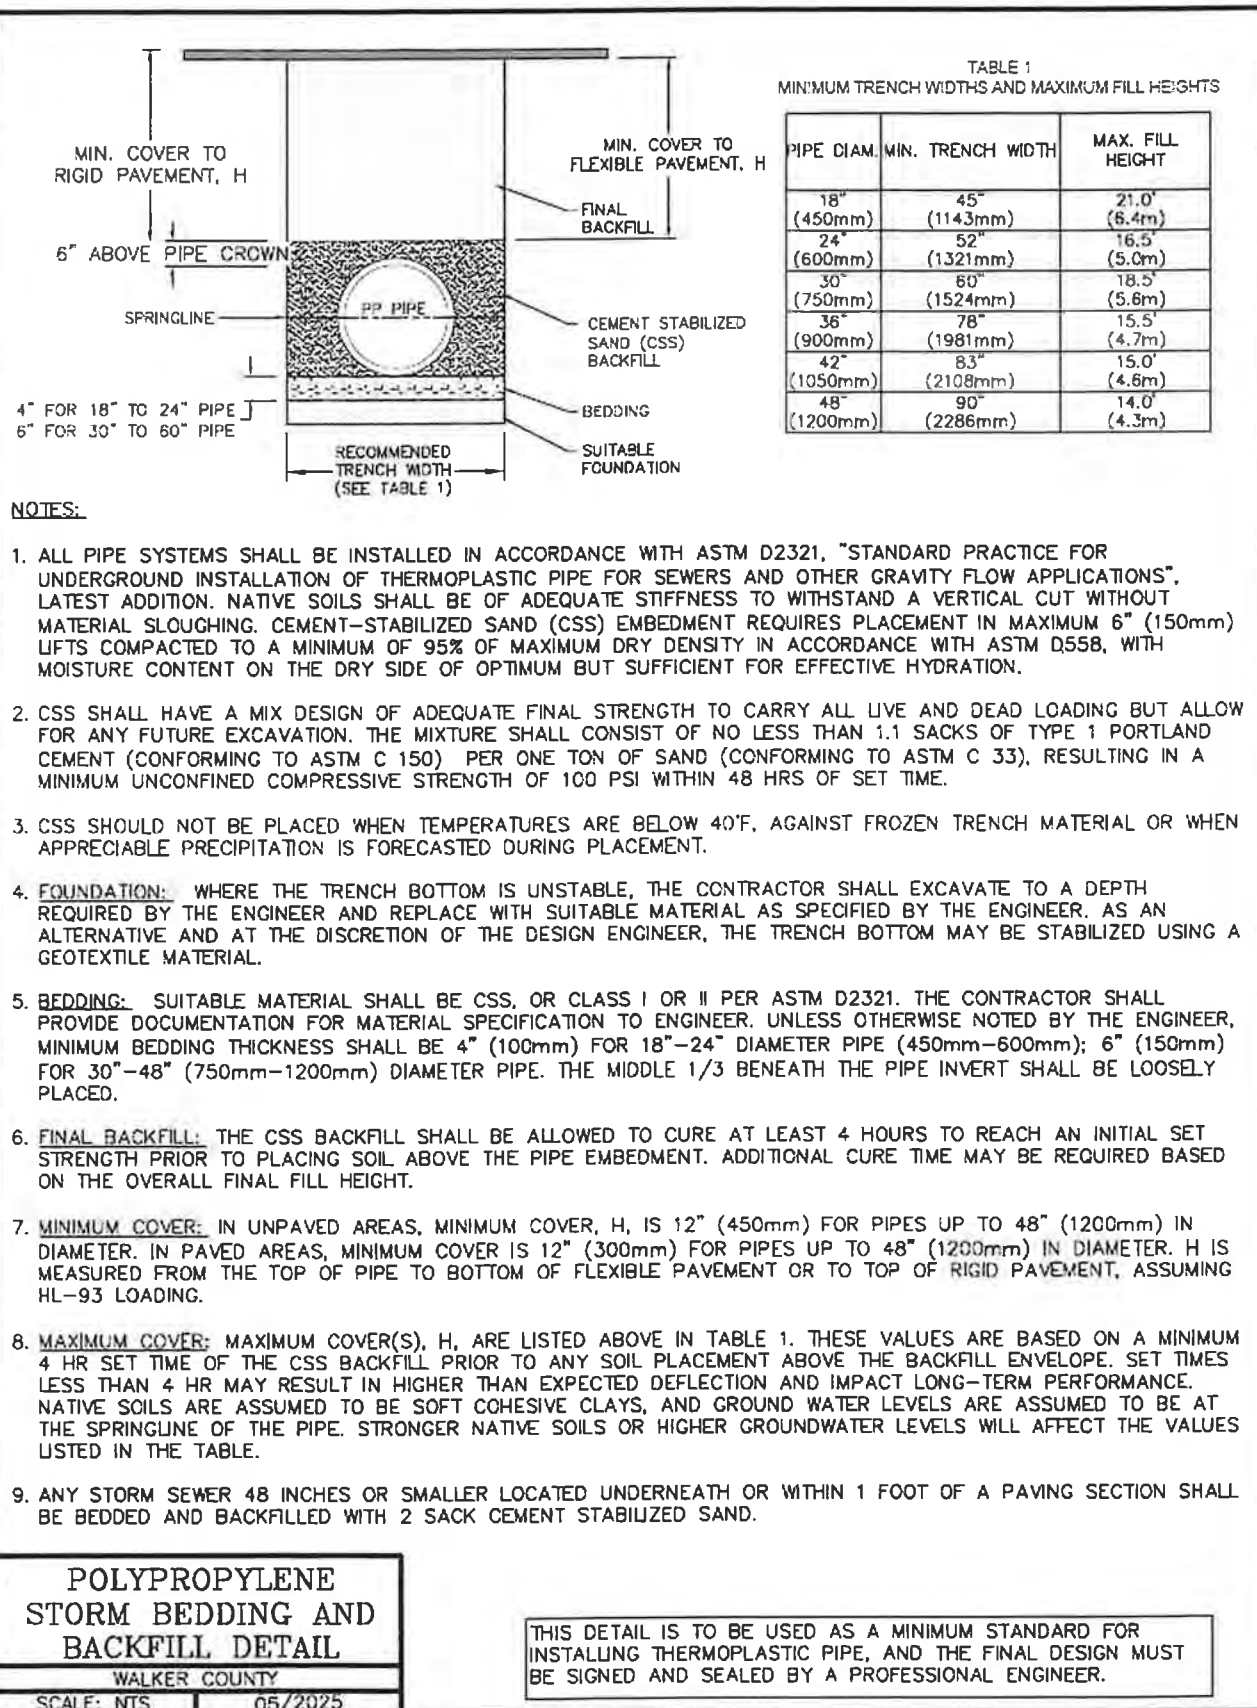 MIN. COVER TO
RIGID PAVEMENT, H
MIN. COVER TO
FLEXIBLE PAVEMENT, H
FINAL
BACKFILL
6" ABOVE PIPE CROWN
SPRINGLINE
PP PIPE
CEMENT STABILIZED
SAND (CSS)
BACKFILL
4" FOR 18" TO 24" PIPE
6" FOR 30" TO 60" PIPE
BEDDING
SUITABLE
FOUNDATION
RECOMMENDED
TRENCH WIDTH
(SEE TABLE 1)
TABLE 1
MINIMUM TRENCH WIDTHS AND MAXIMUM FILL HEIGHTS
PIPE DIAM. MIN. TRENCH WIDTH MAX. FILL
HEIGHT
18" 45" 21.0'
(450mm) (1143mm) (6.4m)
24" 52" 16.5'
(600mm) (1321mm) (5.0m)
30" 60" 18.5'
(750mm) (1524mm) (5.6m)
36" 78" 15.5'
(900mm) (1981mm) (4.7m)
42" 83" 15.0'
(1050mm) (2108mm) (4.6m)
48" 90" 14.0'
(1200mm) (2286mm) (4.3m)
NOTES:
1. ALL PIPE SYSTEMS SHALL BE INSTALLED IN ACCORDANCE WITH ASTM D2321, "STANDARD PRACTICE FOR
UNDERGROUND INSTALLATION OF THERMOPLASTIC PIPE FOR SEWERS AND OTHER GRAVITY FLOW APPLICATIONS",
LATEST ADDITION. NATIVE SOILS SHALL BE OF ADEQUATE STIFFNESS TO WITHSTAND A VERTICAL CUT WITHOUT
MATERIAL SLOUGHING. CEMENT-STABILIZED SAND (CSS) EMBEDMENT REQUIRES PLACEMENT IN MAXIMUM 6" (150mm)
LIFTS COMPACTED TO A MINIMUM OF 95% OF MAXIMUM DRY DENSITY IN ACCORDANCE WITH ASTM D558, WITH
MOISTURE CONTENT ON THE DRY SIDE OF OPTIMUM BUT SUFFICIENT FOR EFFECTIVE HYDRATION.
2. CSS SHALL HAVE A MIX DESIGN OF ADEQUATE FINAL STRENGTH TO CARRY ALL LIVE AND DEAD LOADING BUT ALLOW
FOR ANY FUTURE EXCAVATION. THE MIXTURE SHALL CONSIST OF NO LESS THAN 1.1 SACKS OF TYPE 1 PORTLAND
CEMENT (CONFORMING TO ASTM C 150) PER ONE TON OF SAND (CONFORMING TO ASTM C 33), RESULTING IN A
MINIMUM UNCONFINED COMPRESSIVE STRENGTH OF 100 PSI WITHIN 48 HRS OF SET TIME.
3. CSS SHOULD NOT BE PLACED WHEN TEMPERATURES ARE BELOW 40°F, AGAINST FROZEN TRENCH MATERIAL OR WHEN
APPRECIABLE PRECIPITATION IS FORECASTED DURING PLACEMENT.
4. FOUNDATION: WHERE THE TRENCH BOTTOM IS UNSTABLE, THE CONTRACTOR SHALL EXCAVATE TO A DEPTH
REQUIRED BY THE ENGINEER AND REPLACE WITH SUITABLE MATERIAL AS SPECIFIED BY THE ENGINEER. AS AN
ALTERNATIVE AND AT THE DISCRETION OF THE DESIGN ENGINEER, THE TRENCH BOTTOM MAY BE STABILIZED USING A
GEOTEXTILE MATERIAL.
5. BEDDING: SUITABLE MATERIAL SHALL BE CSS, OR CLASS I OR II PER ASTM D2321. THE CONTRACTOR SHALL
PROVIDE DOCUMENTATION FOR MATERIAL SPECIFICATION TO ENGINEER. UNLESS OTHERWISE NOTED BY THE ENGINEER,
MINIMUM BEDDING THICKNESS SHALL BE 4" (100mm) FOR 18"-24" DIAMETER PIPE (450mm-600mm); 6" (150mm)
FOR 30"-48" (750mm-1200mm) DIAMETER PIPE. THE MIDDLE 1/3 BENEATH THE PIPE INVERT SHALL BE LOOSELY
PLACED.
6. FINAL BACKFILL: THE CSS BACKFILL SHALL BE ALLOWED TO CURE AT LEAST 4 HOURS TO REACH AN INITIAL SET
STRENGTH PRIOR TO PLACING SOIL ABOVE THE PIPE EMBEDMENT. ADDITIONAL CURE TIME MAY BE REQUIRED BASED
ON THE OVERALL FINAL FILL HEIGHT.
7. MINIMUM COVER: IN UNPAVED AREAS, MINIMUM COVER, H, IS 12" (450mm) FOR PIPES UP TO 48" (1200mm) IN
DIAMETER. IN PAVED AREAS, MINIMUM COVER IS 12" (300mm) FOR PIPES UP TO 48" (1200mm) IN DIAMETER. H IS
MEASURED FROM THE TOP OF PIPE TO BOTTOM OF FLEXIBLE PAVEMENT OR TO TOP OF RIGID PAVEMENT, ASSUMING
HL-93 LOADING.
8. MAXIMUM COVER: MAXIMUM COVER(S), H, ARE LISTED ABOVE IN TABLE 1. THESE VALUES ARE BASED ON A MINIMUM
4 HR SET TIME OF THE CSS BACKFILL PRIOR TO ANY SOIL PLACEMENT ABOVE THE BACKFILL ENVELOPE. SET TIMES
LESS THAN 4 HR MAY RESULT IN HIGHER THAN EXPECTED DEFLECTION AND IMPACT LONG-TERM PERFORMANCE.
NATIVE SOILS ARE ASSUMED TO BE SOFT COHESIVE CLAYS, AND GROUND WATER LEVELS ARE ASSUMED TO BE AT
THE SPRINGLINE OF THE PIPE. STRONGER NATIVE SOILS OR HIGHER GROUNDWATER LEVELS WILL AFFECT THE VALUES
LISTED IN THE TABLE.
9. ANY STORM SEWER 48 INCHES OR SMALLER LOCATED UNDERNEATH OR WITHIN 1 FOOT OF A PAVING SECTION SHALL
BE BEDDED AND BACKFILLED WITH 2 SACK CEMENT STABILIZED SAND.
POLYPROPYLENE
STORM BEDDING AND
BACKFILL DETAIL
WALKER COUNTY
SCALE: NTS 05/2025
THIS DETAIL IS TO BE USED AS A MINIMUM STANDARD FOR
INSTALLING THERMOPLASTIC PIPE, AND THE FINAL DESIGN MUST
BE SIGNED AND SEALED BY A PROFESSIONAL ENGINEER.